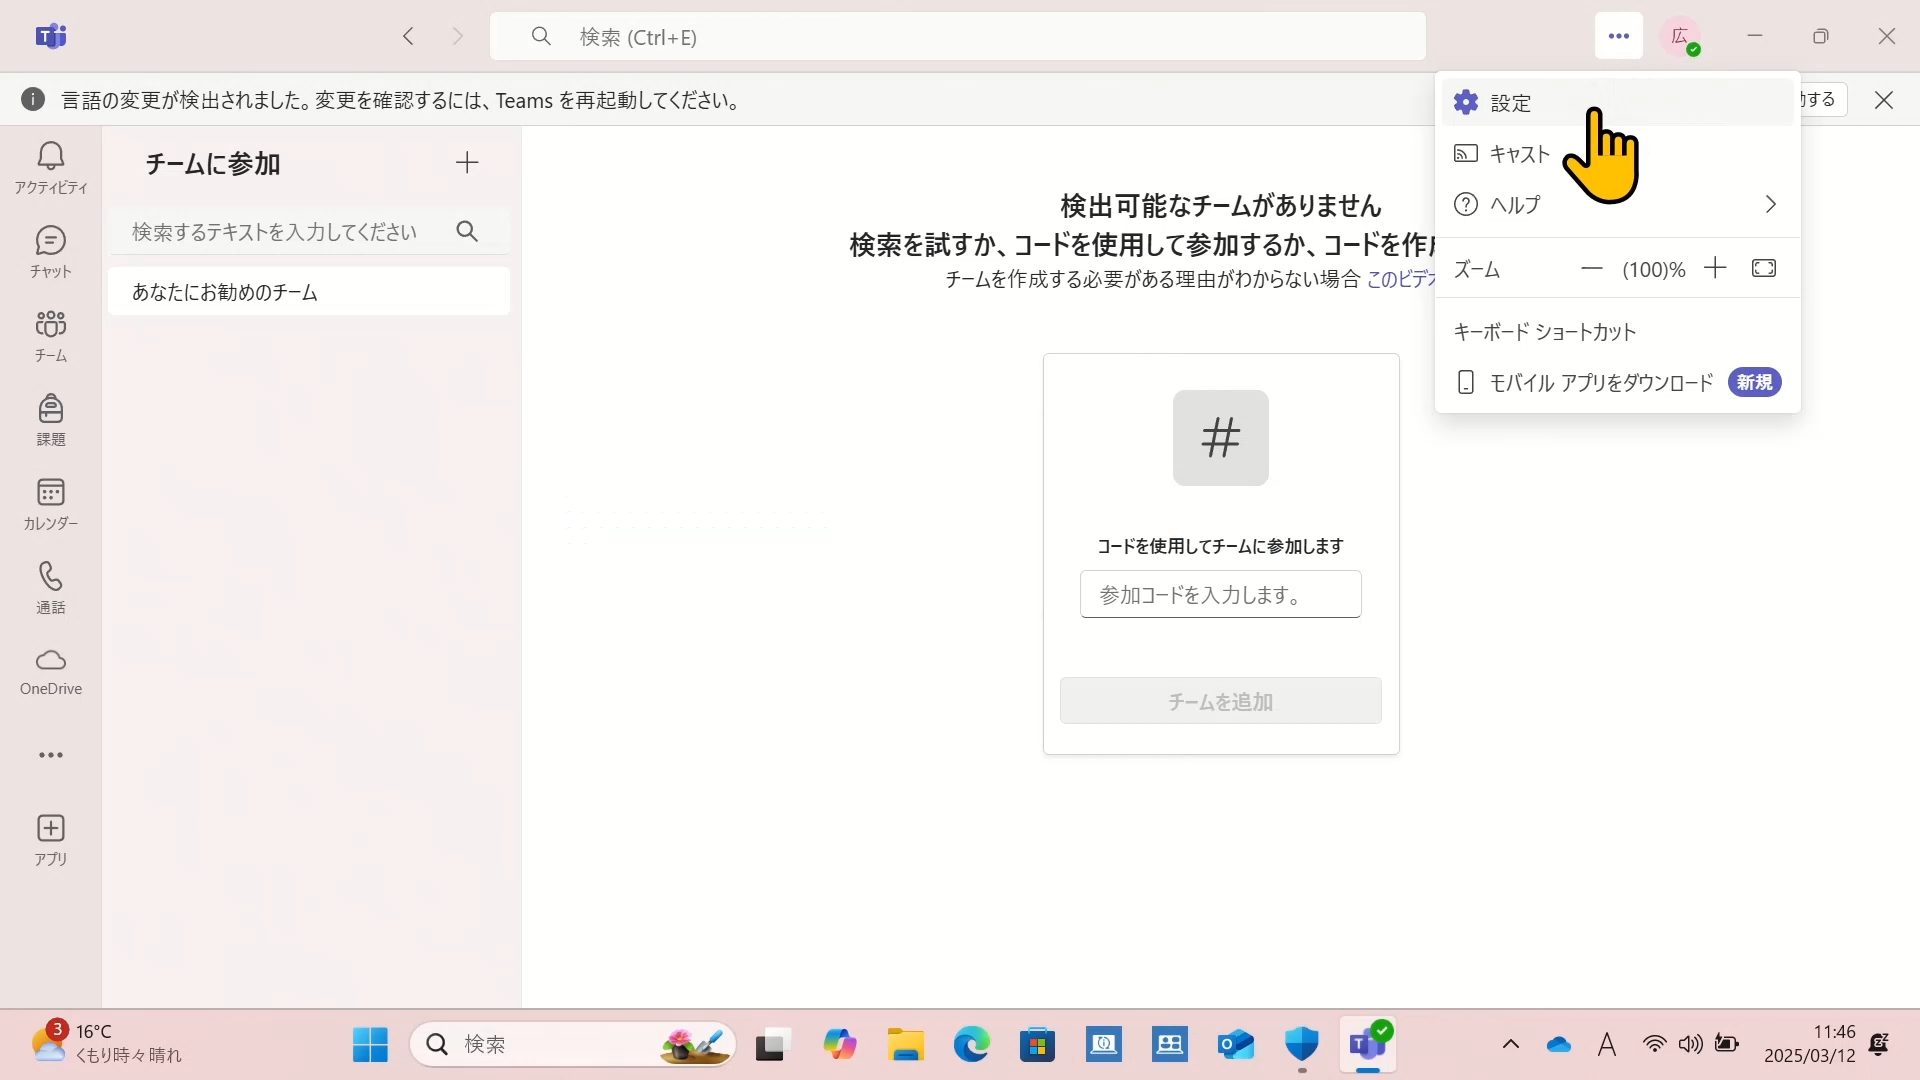 検索 (Ctrl+E)
広
言語の変更が検出されました。変更を確認するには、Teams を再起動してください。
動する
アクティビティ
チャット
チーム
課題
カレンダー
通話
OneDrive
アプリ
チームに参加
検索するテキストを入力してください
あなたにお勧めのチーム
検出可能なチームがありません
検索を試すか、コードを使用して参加するか、コードを作成
チームを作成する必要がある理由がわからない場合 このビデオ
コードを使用してチームに参加します
参加コードを入力します。
チームを追加
設定
キャスト
ヘルプ
ズーム (100)%
キーボード ショートカット
モバイル アプリをダウンロード 新規
3
16°C
くもり時々晴れ
検索
A
11:46
2025/03/12